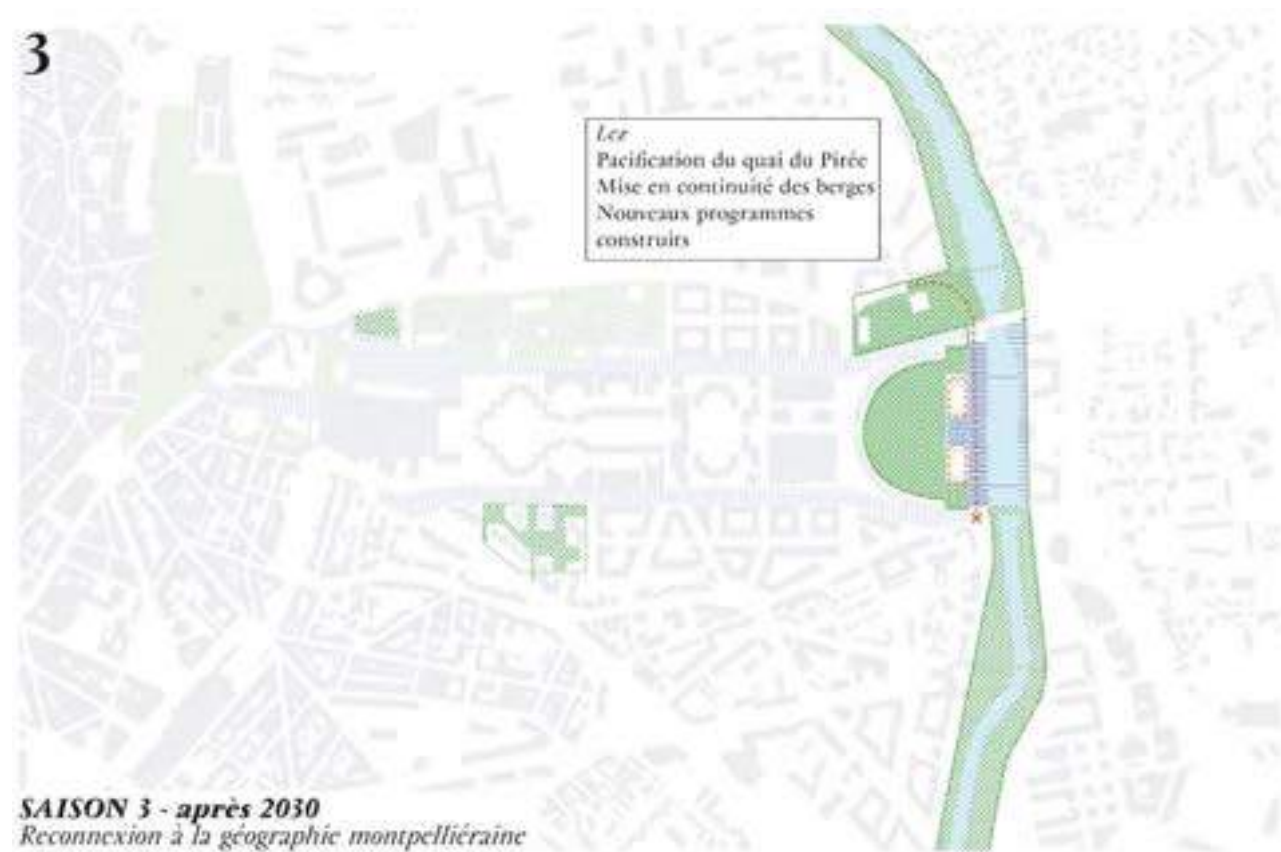 3
Lez
Pacification du quai du Pirée
Mise en continuité des berges
Nouveaux programmes
construits
SAISON 3 - après 2030
Reconnexion à la géographie montpelliéraine